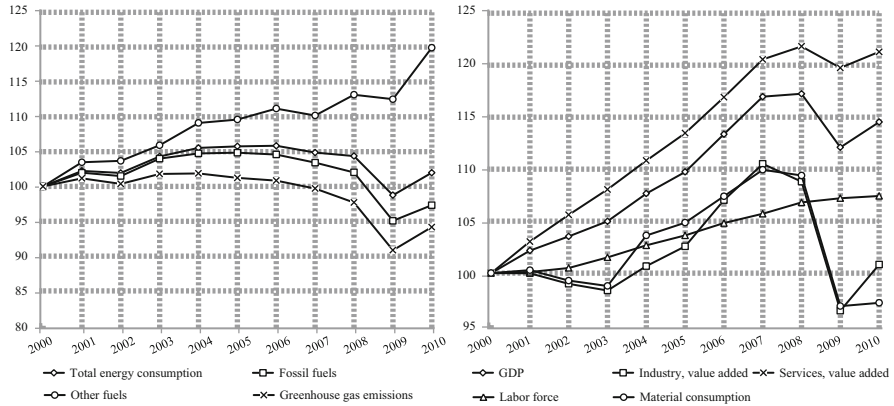 125
120
115
110
105
100
95
90
85
80
2000 2001 2002 2003 2004 2005 2006 2007 2008 2009 2010
Total energy consumption Fossil fuels
Other fuels Greenhouse gas emissions
125
120
115
110
105
100
95
2000 2001 2002 2003 2004 2005 2006 2007 2008 2009 2010
GDP Industry, value added Services, value added
Labor force Material consumption